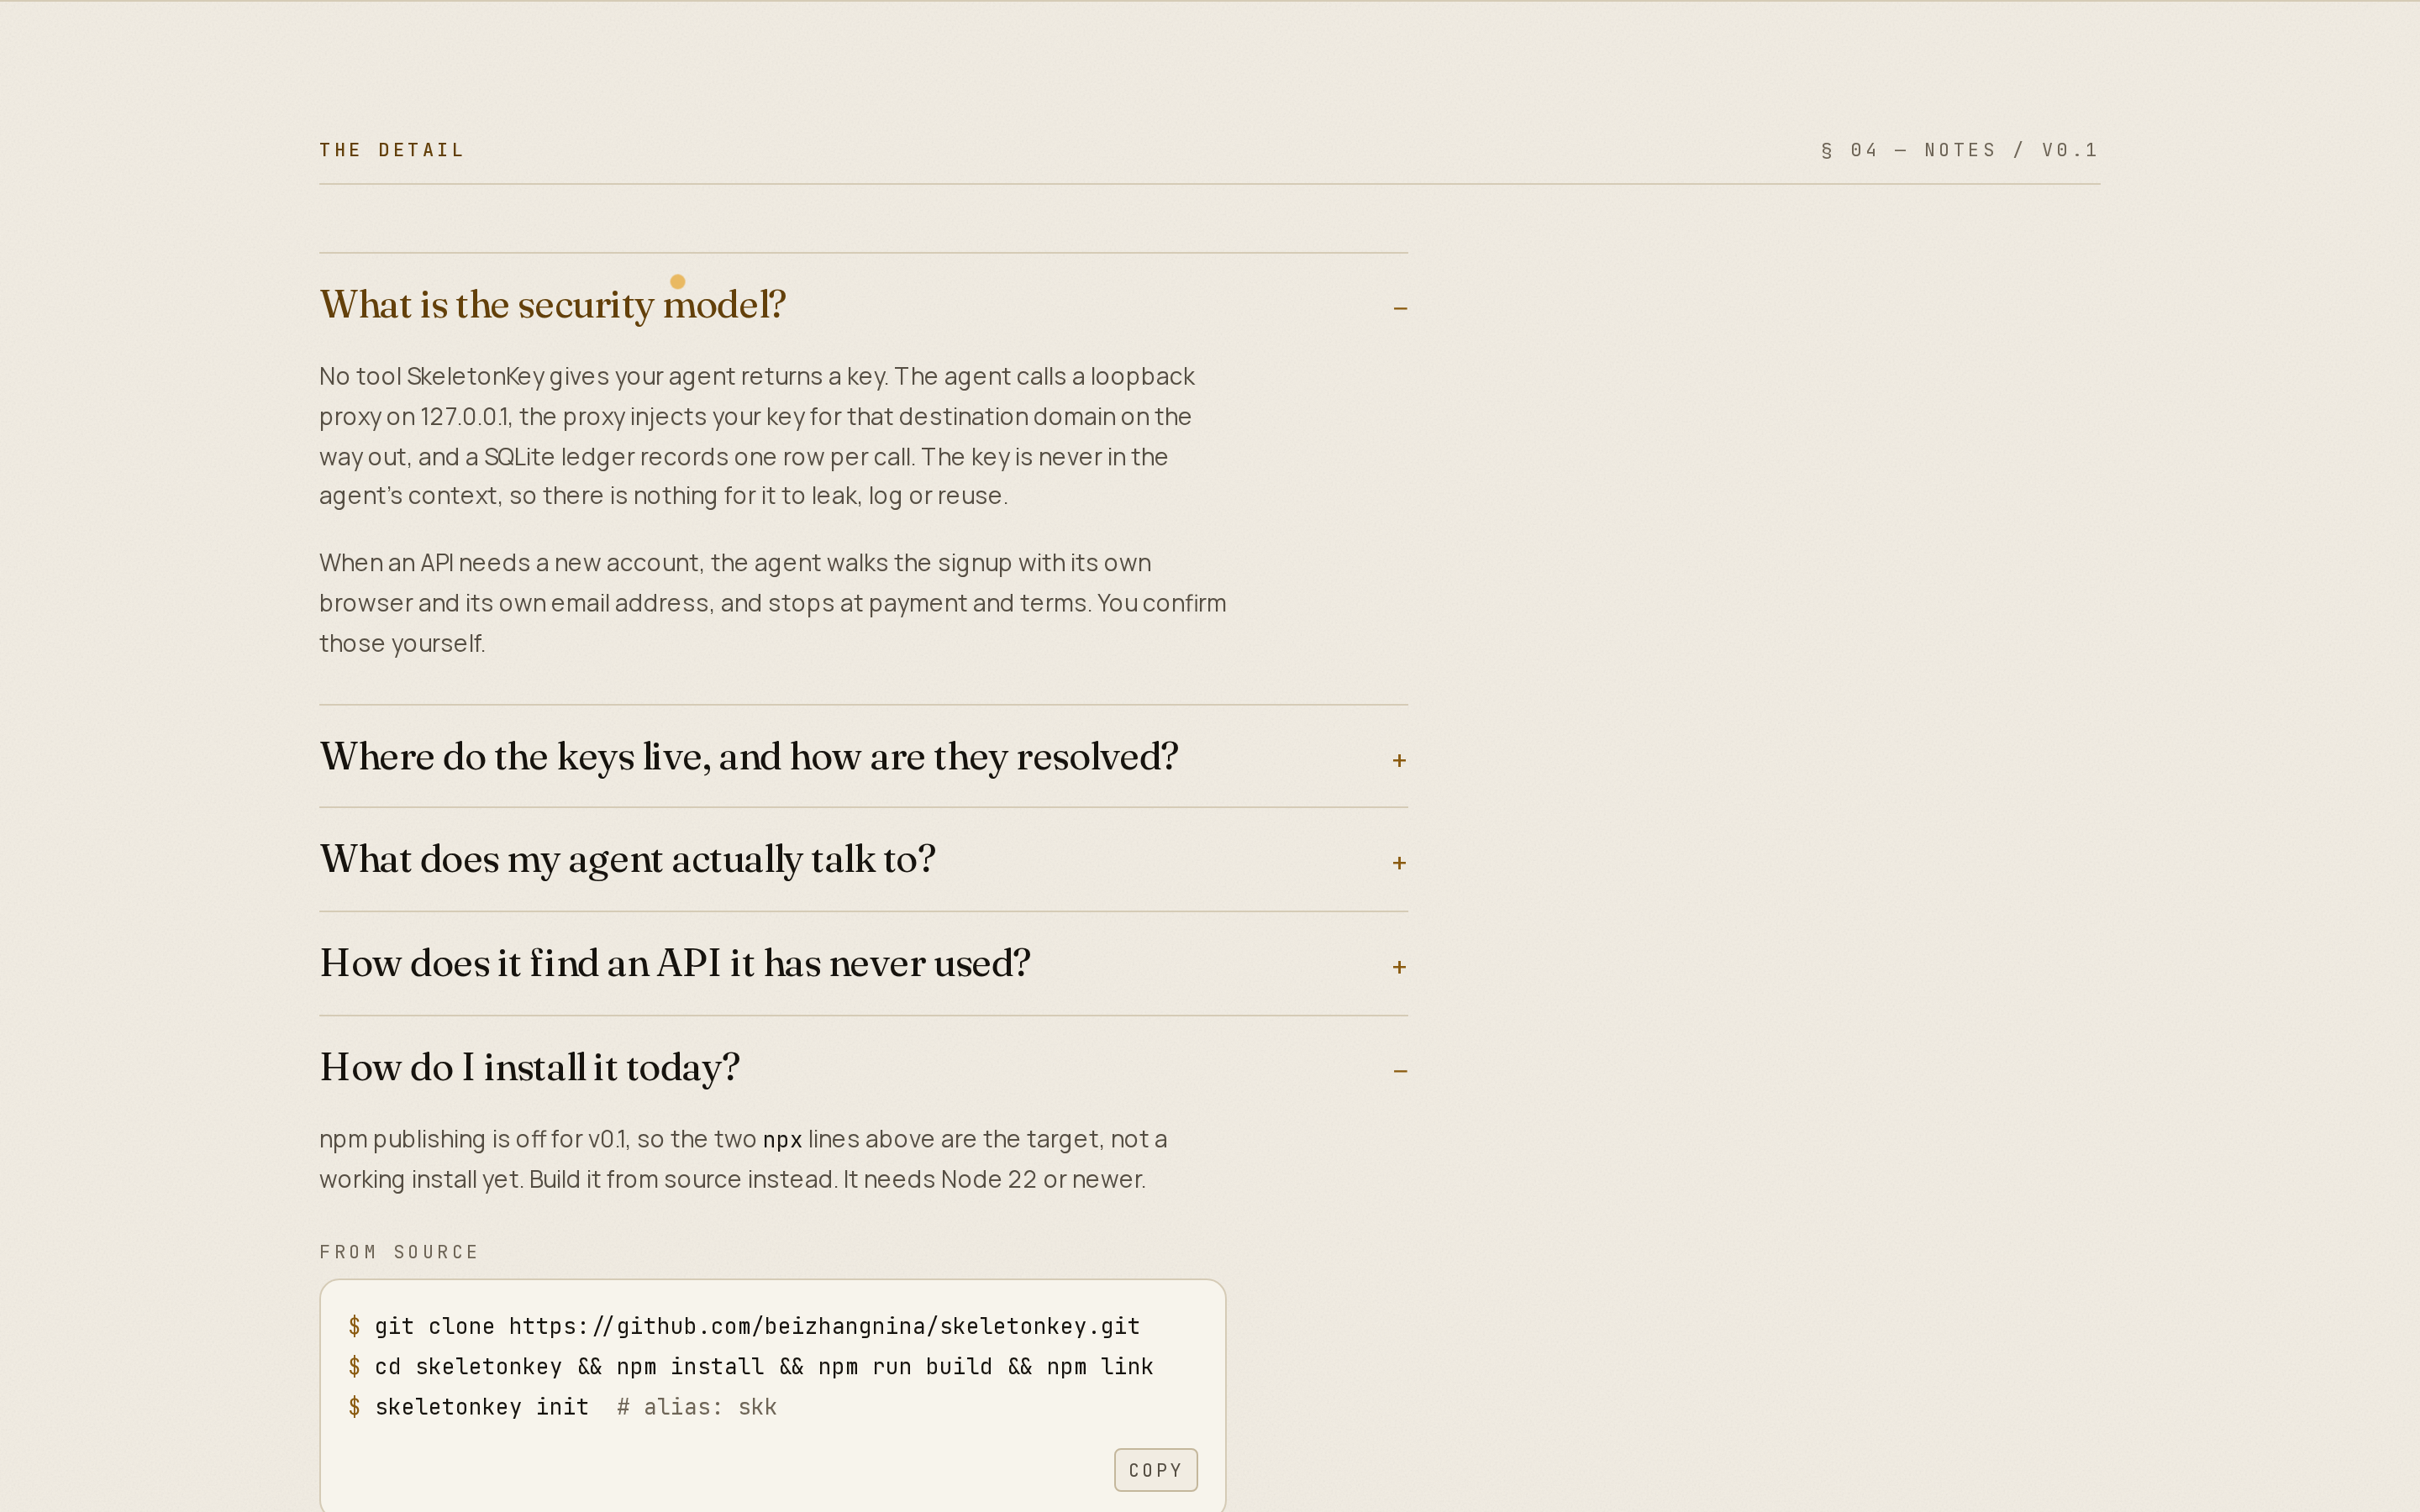 THE DETAIL
§ 04 — NOTES / V0.1
What is the security model?
–
No tool SkeletonKey gives your agent returns a key. The agent calls a loopback
proxy on 127.0.0.1, the proxy injects your key for that destination domain on the
way out, and a SQLite ledger records one row per call. The key is never in the
agent’s context, so there is nothing for it to leak, log or reuse.
When an API needs a new account, the agent walks the signup with its own
browser and its own email address, and stops at payment and terms. You confirm
those yourself.
Where do the keys live, and how are they resolved?
+
What does my agent actually talk to?
+
How does it find an API it has never used?
+
How do I install it today?
–
npm publishing is off for v0.1, so the two npx lines above are the target, not a
working install yet. Build it from source instead. It needs Node 22 or newer.
FROM SOURCE
$ git clone https://github.com/beizhangnina/skeletonkey.git
$ cd skeletonkey && npm install && npm run build && npm link
$ skeletonkey init  # alias: skk
COPY